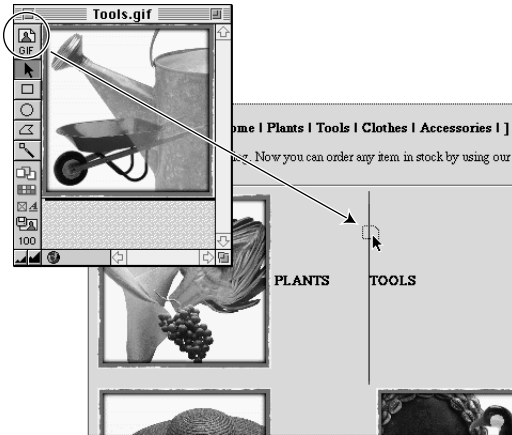 Tools.gif
GIF
ome | Plants | Tools | Clothes | Accessories | ]
ng. Now you can order any item in stock by using our
100
PLANTS
TOOLS